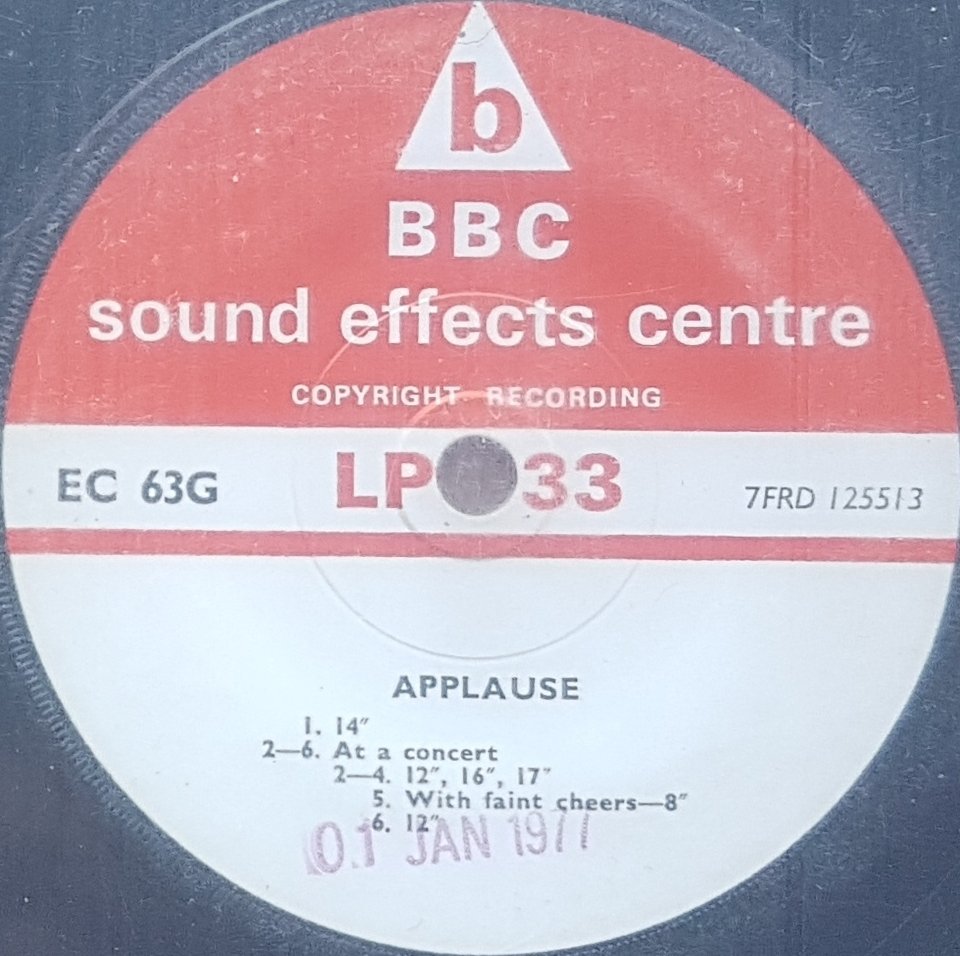 b
BBC
sound effects centre
COPYRIGHT RECORDING
EC 63G LP 33 7FRD 125513
APPLAUSE
1. 14″
2—6. At a concert
2—4. 12″, 16″, 17″
5. With faint cheers—8″
6. 12″
01 JAN 1977